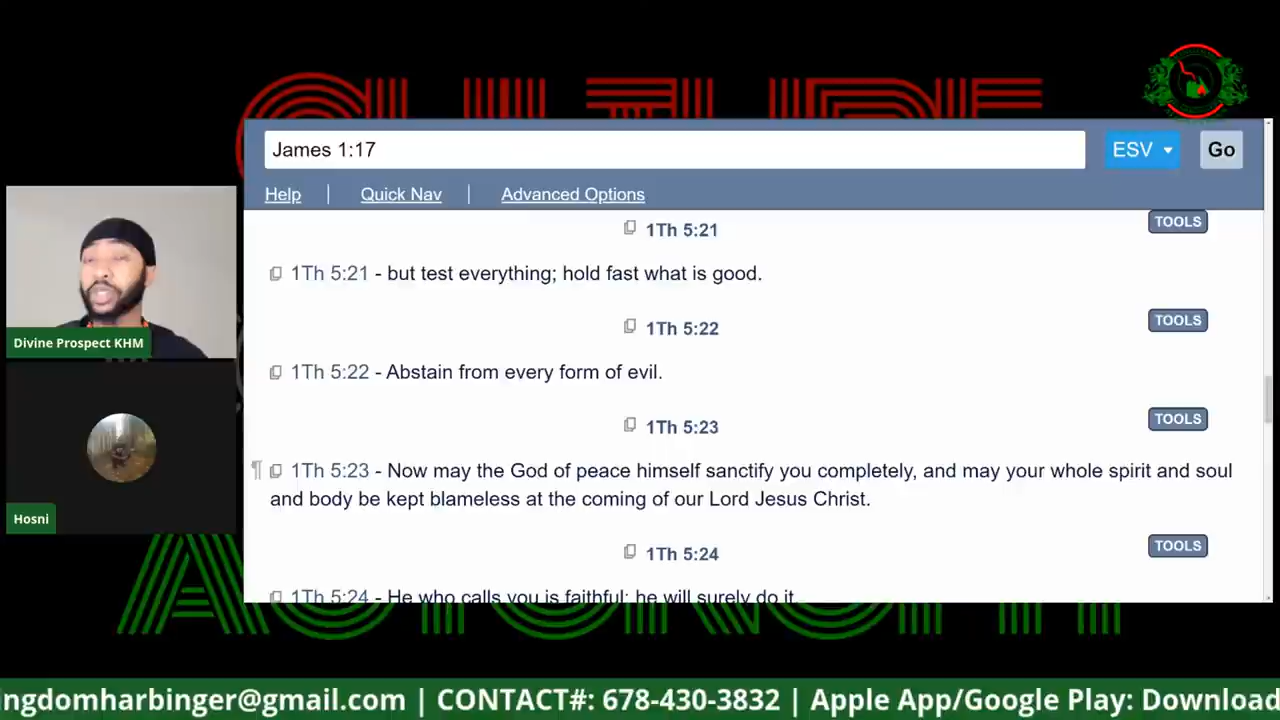 James 1:17
ESV
Go
Help | Quick Nav | Advanced Options
1Th 5:21
TOOLS
1Th 5:21 - but test everything; hold fast what is good.
1Th 5:22
TOOLS
1Th 5:22 - Abstain from every form of evil.
1Th 5:23
TOOLS
¶ 1Th 5:23 - Now may the God of peace himself sanctify you completely, and may your whole spirit and soul
and body be kept blameless at the coming of our Lord Jesus Christ.
1Th 5:24
TOOLS
1Th 5:24 - He who calls you is faithful; he will surely do it.
Divine Prospect KHM
Hosni
ingdomharbinger@gmail.com | CONTACT#: 678-430-3832 | Apple App/Google Play: Download